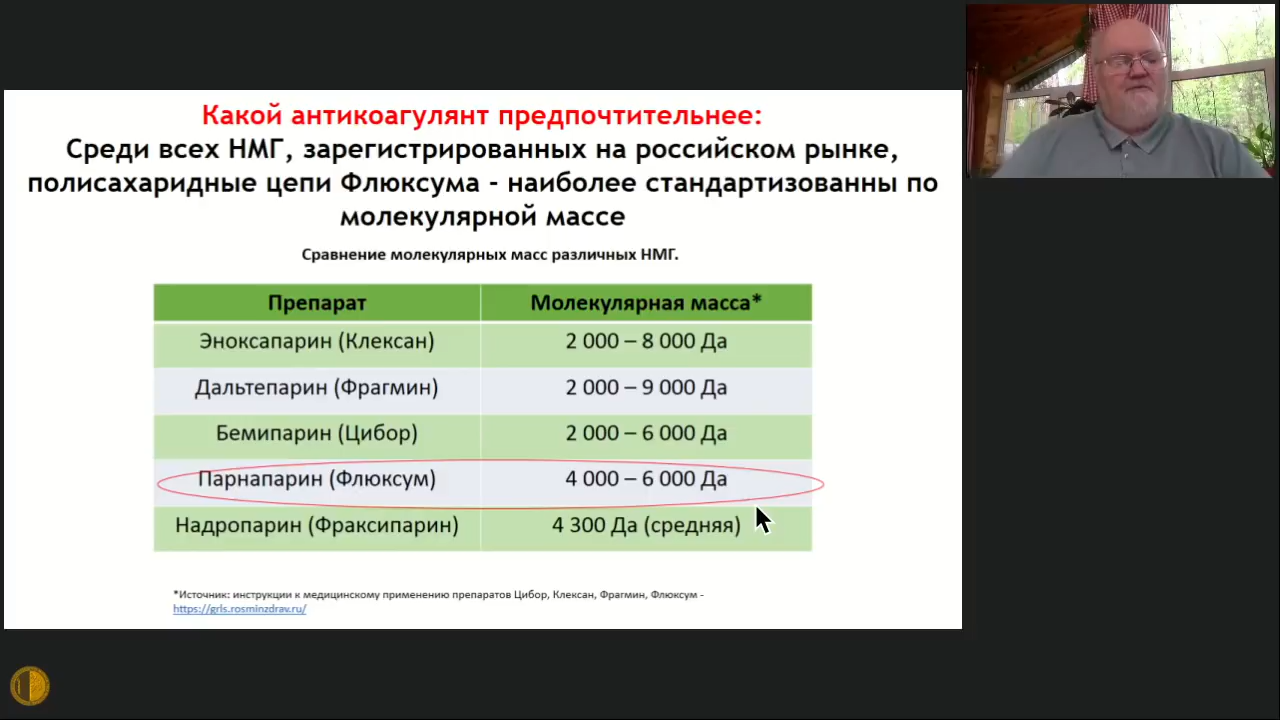 Какой антикоагулянт предпочтительнее:
Среди всех НМГ, зарегистрированных на российском рынке,
полисахаридные цепи Флюксума - наиболее стандартизованны по
молекулярной массе
Сравнение молекулярных масс различных НМГ.
Препарат Молекулярная масса*
Эноксапарин (Клексан) 2 000 – 8 000 Да
Дальтепарин (Фрагмин) 2 000 – 9 000 Да
Бемипарин (Цибор) 2 000 – 6 000 Да
Парнапарин (Флюксум) 4 000 – 6 000 Да
Надропарин (Фраксипарин) 4 300 Да (средняя)
*Источник: инструкции к медицинскому применению препаратов Цибор, Клексан, Фрагмин, Флюксум -
https://grls.rosminzdrav.ru/